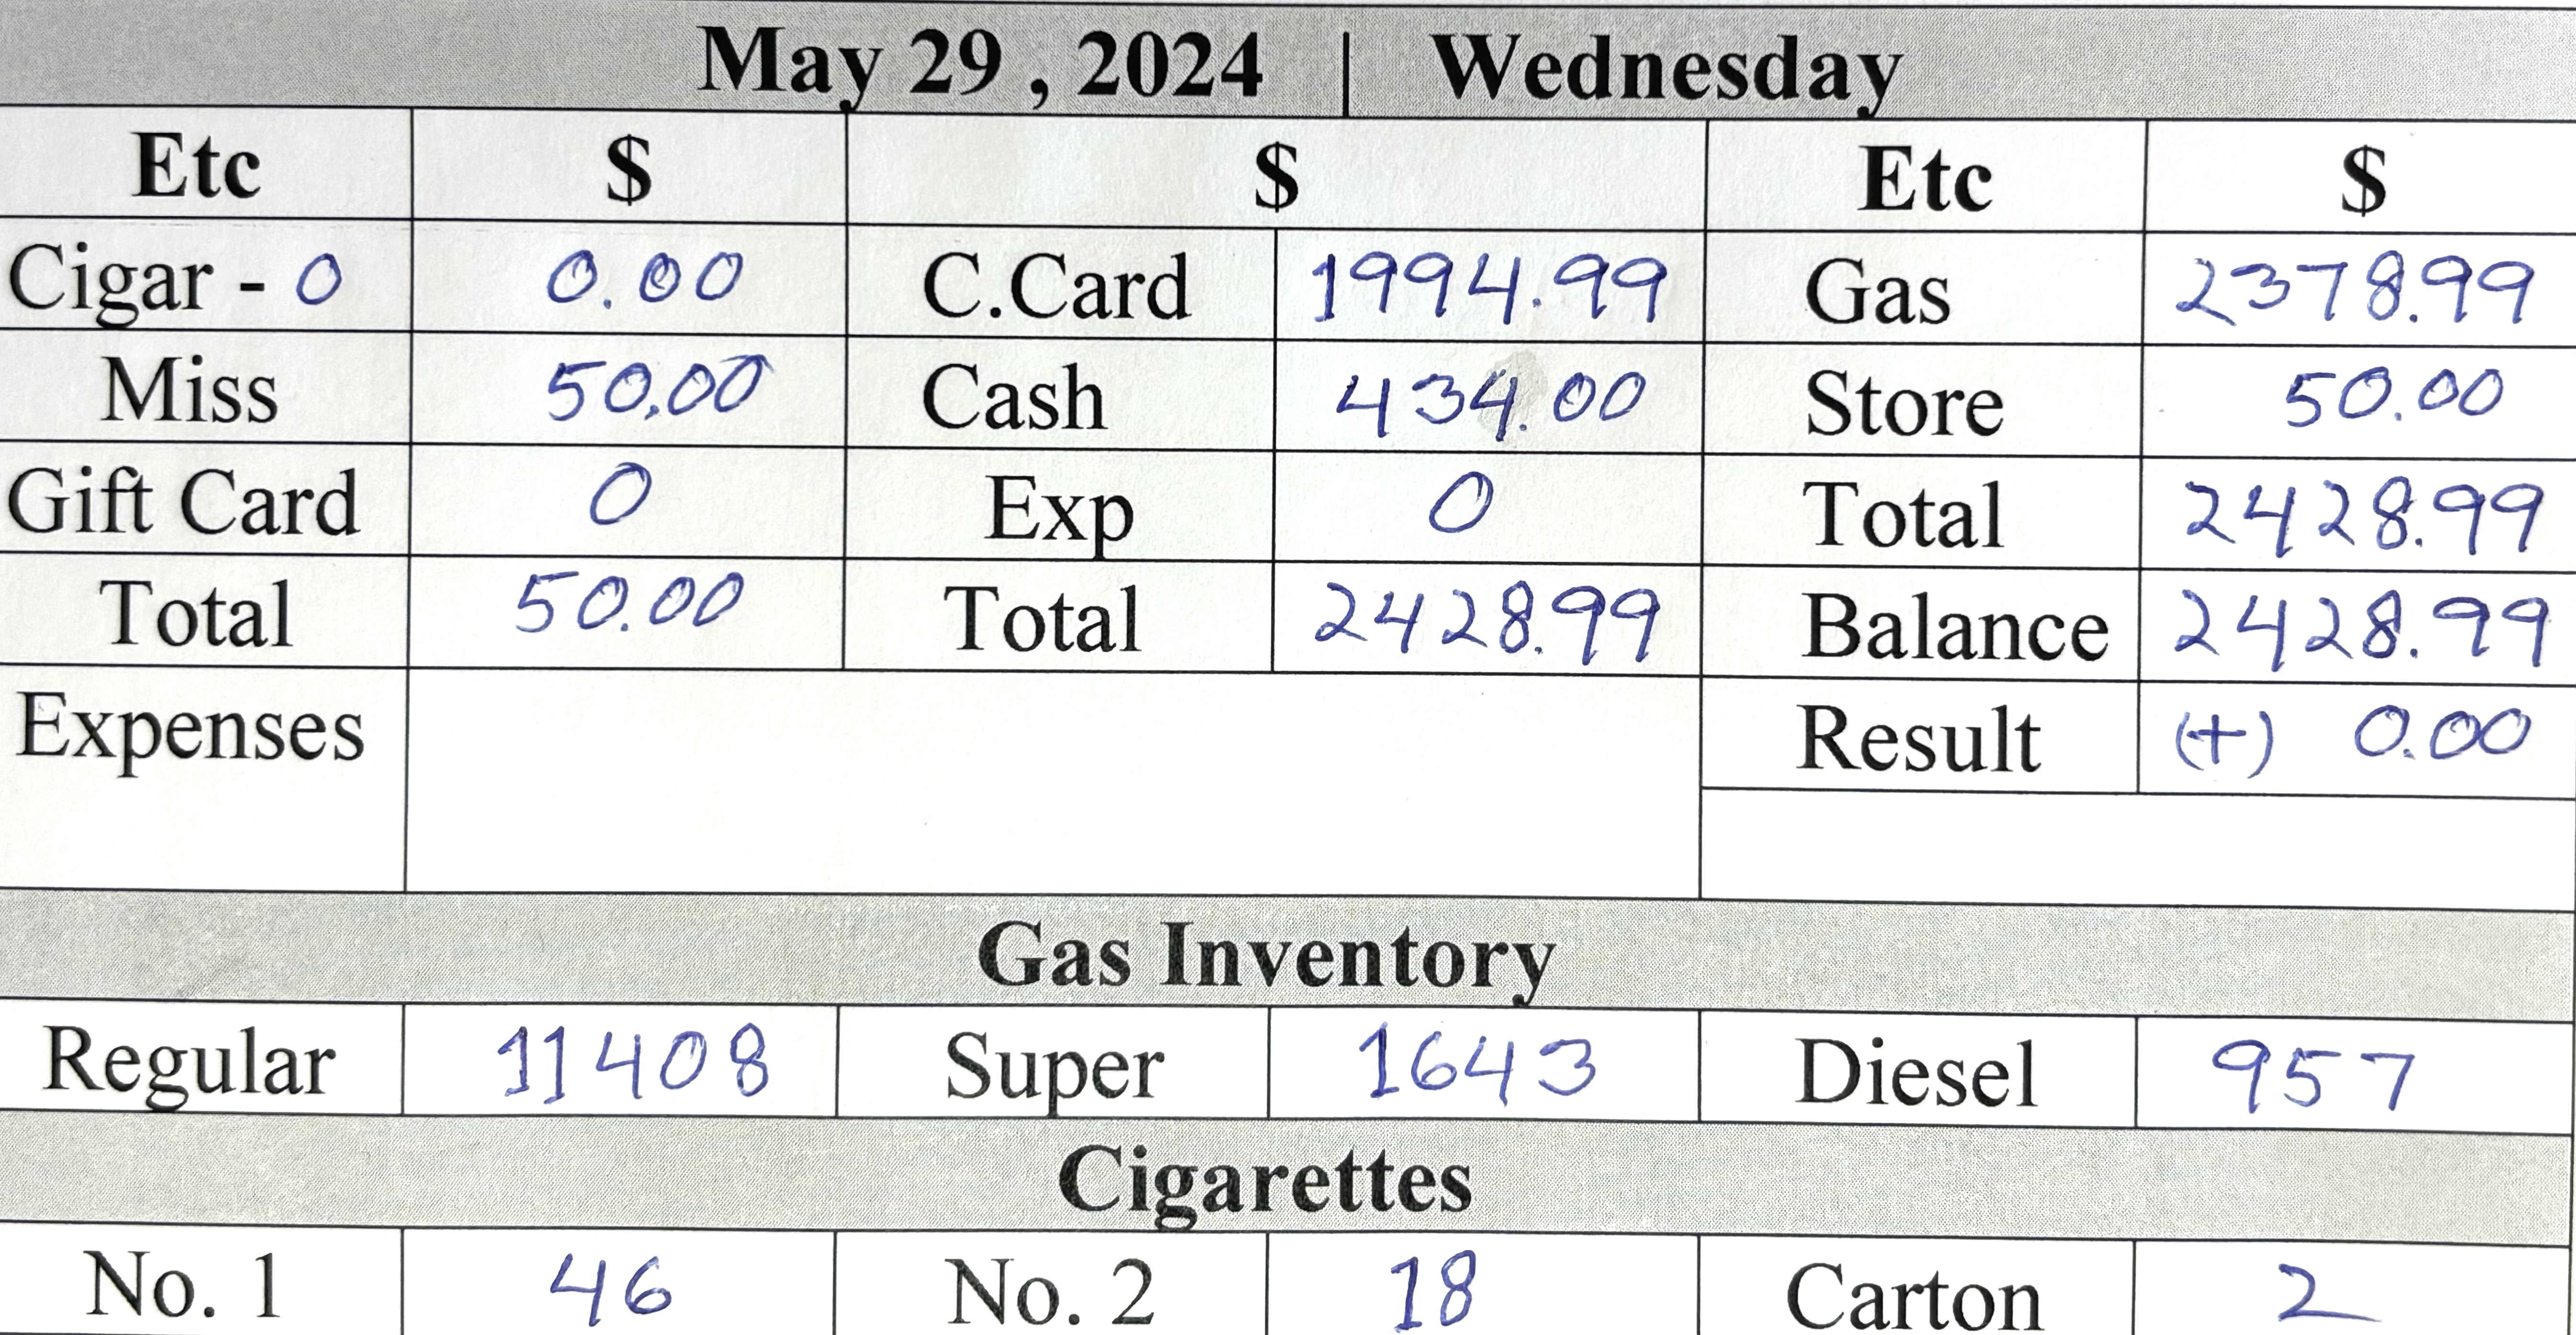 May 29 , 2024 | Wednesday
Etc $ $ Etc $
Cigar - 0 0.00 C.Card 1994.99 Gas 2378.99
Miss 50.00 Cash 434.00 Store 50.00
Gift Card 0 Exp 0 Total 2428.99
Total 50.00 Total 2428.99 Balance 2428.99
Expenses Result (+) 0.00
Gas Inventory
Regular 11408 Super 1643 Diesel 957
Cigarettes
No. 1 46 No. 2 18 Carton 2